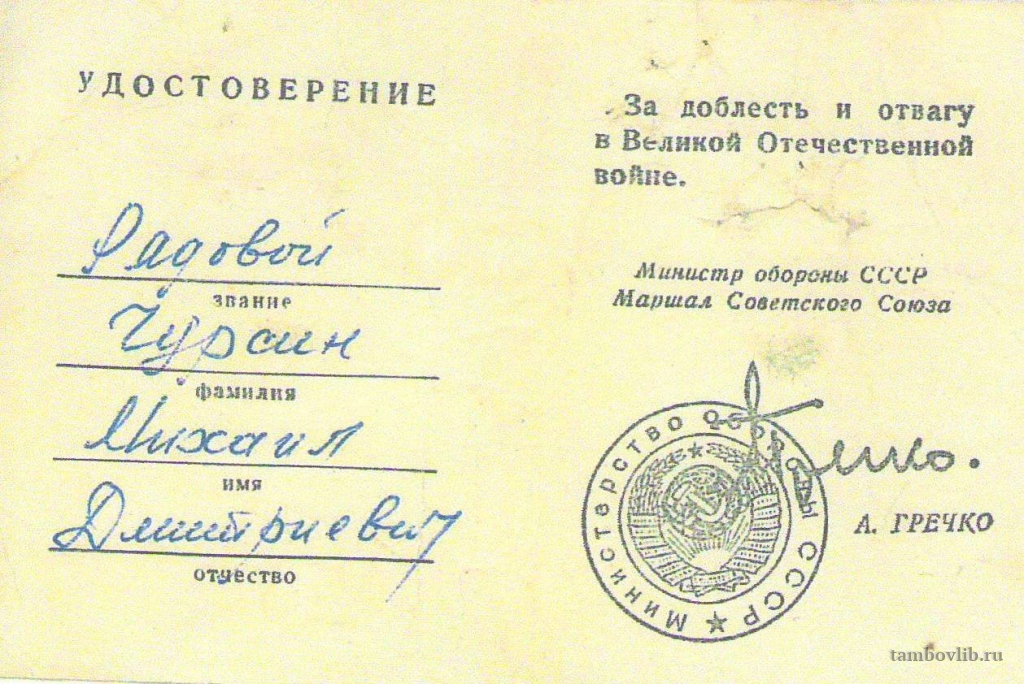 УДОСТОВЕРЕНИЕ
Рядовой
звание
Чурсин
фамилия
Михаил
имя
Дмитриевич
отчество
За доблесть и отвагу
в Великой Отечественной
войне.
Министр обороны СССР
Маршал Советского Союза
Министерство Обороны СССР
А. ГРЕЧКО
tambovlib.ru